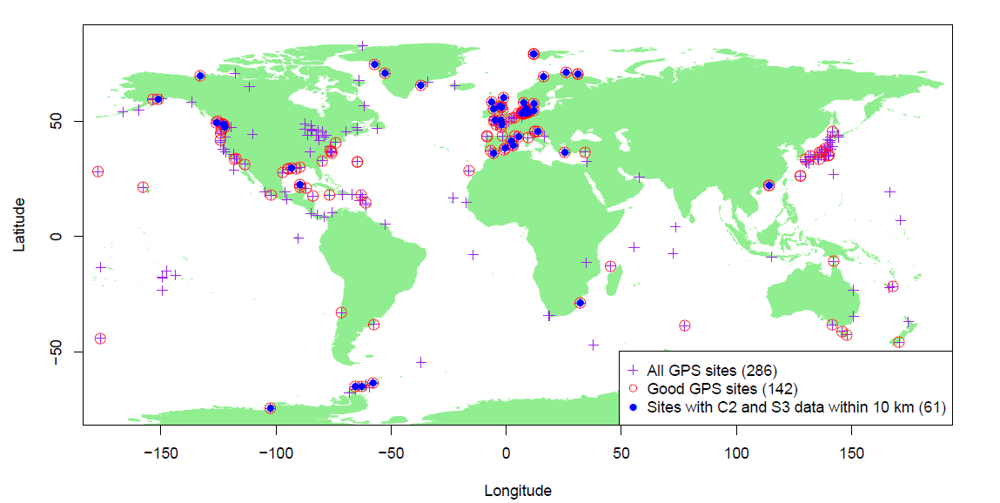 50
0
−50
Latitude
All GPS sites (286)
Good GPS sites (142)
Sites with C2 and S3 data within 10 km (61)
−150 −100 −50 0 50 100 150
Longitude